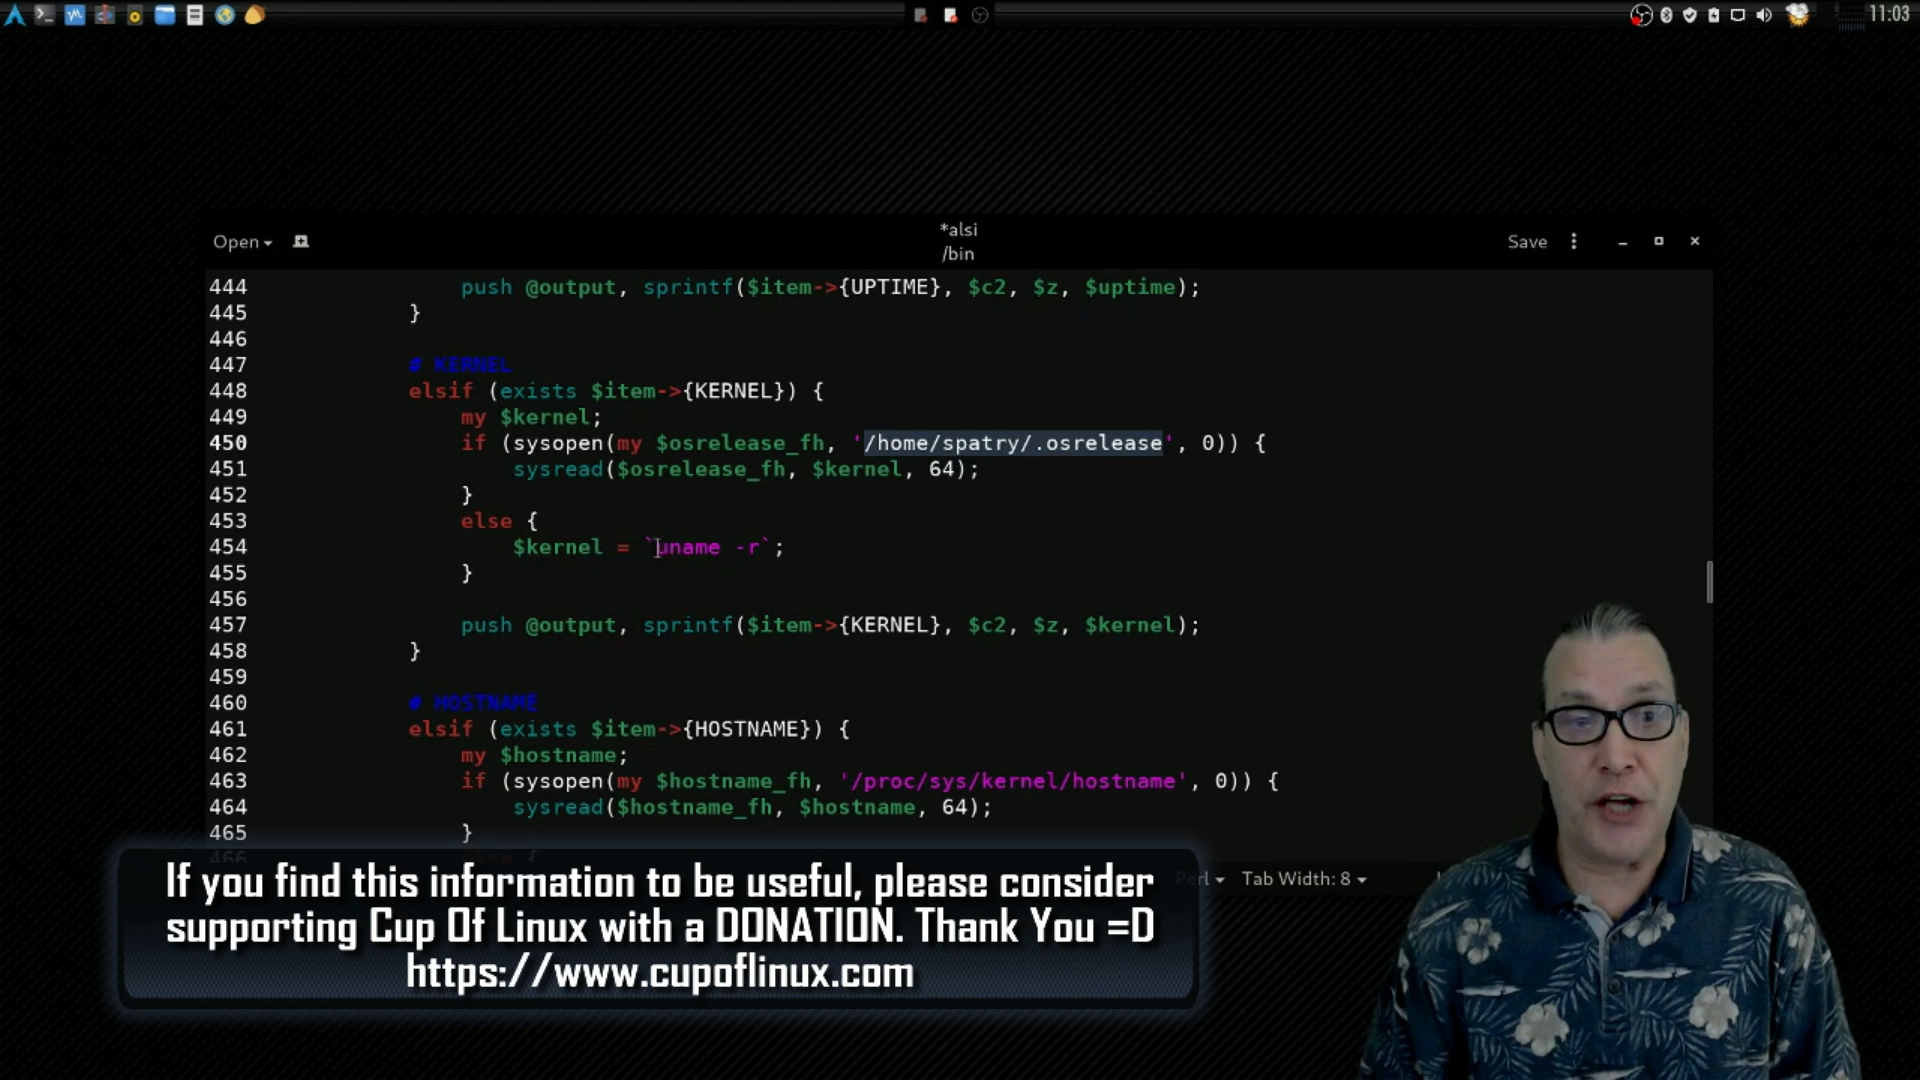 11:03
*alsi
Open
/bin
Save
444 push @output, sprintf($item->{UPTIME}, $c2, $z, $uptime);
445 }
446
447 # KERNEL
448 elsif (exists $item->{KERNEL}) {
449 my $kernel;
450 if (sysopen(my $osrelease_fh, '/home/spatry/.osrelease', 0)) {
451 sysread($osrelease_fh, $kernel, 64);
452 }
453 else {
454 $kernel = `uname -r`;
455 }
456
457 push @output, sprintf($item->{KERNEL}, $c2, $z, $kernel);
458 }
459
460 # HOSTNAME
461 elsif (exists $item->{HOSTNAME}) {
462 my $hostname;
463 if (sysopen(my $hostname_fh, '/proc/sys/kernel/hostname', 0)) {
464 sysread($hostname_fh, $hostname, 64);
465 }
Perl Tab Width: 8
If you find this information to be useful, please consider
supporting Cup Of Linux with a DONATION. Thank You =D
https://www.cupoflinux.com